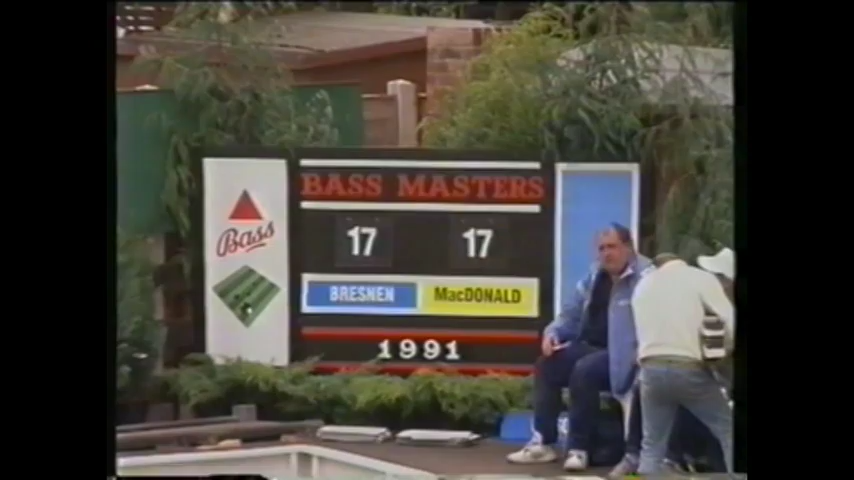 BASS MASTERS
Bass
17 17
BRESNEN MacDONALD
1991